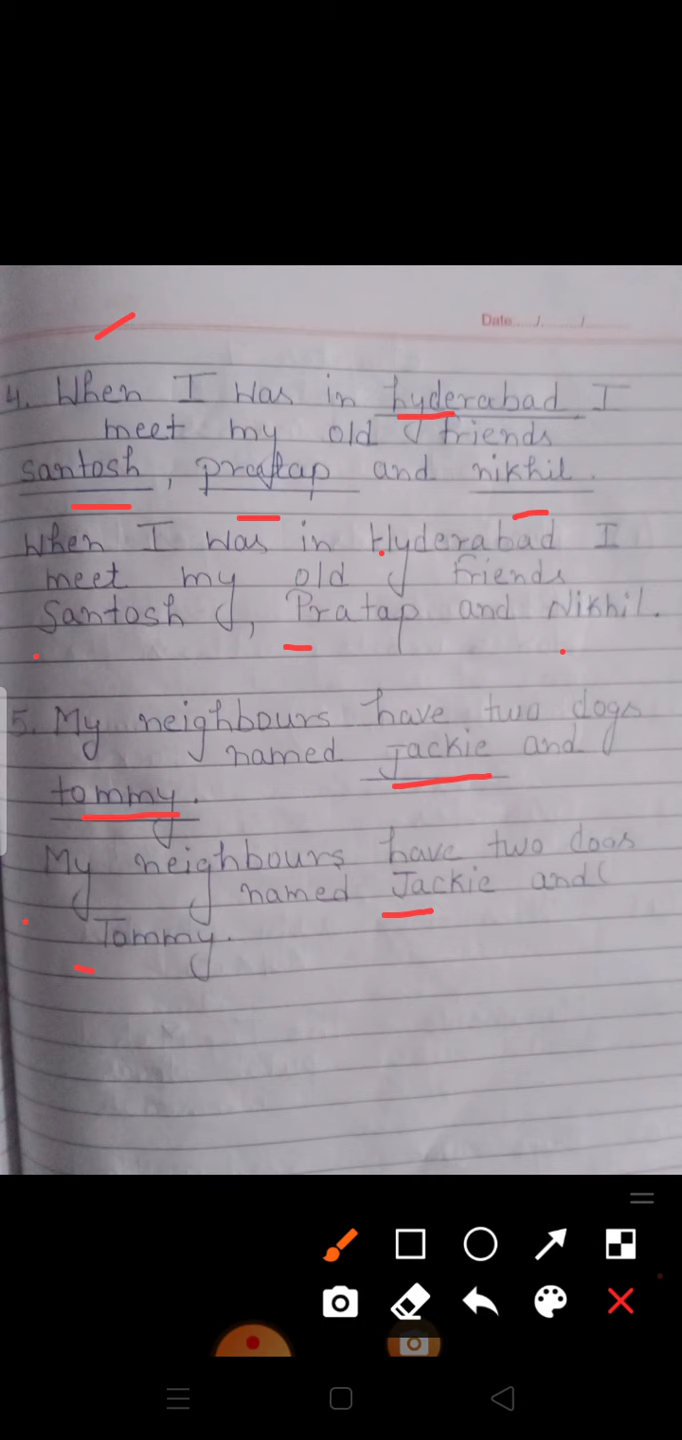 Date..../......../
4. When I was in hyderabad I
meet my old friends
santosh, pratap and nikhil.
When I was in Hyderabad I
meet my old friends
Santosh, Pratap and Nikhil.
5. My neighbours have two dogs
named jackie and
tommy.
My neighbours have two dogs
named Jackie and
Tommy.